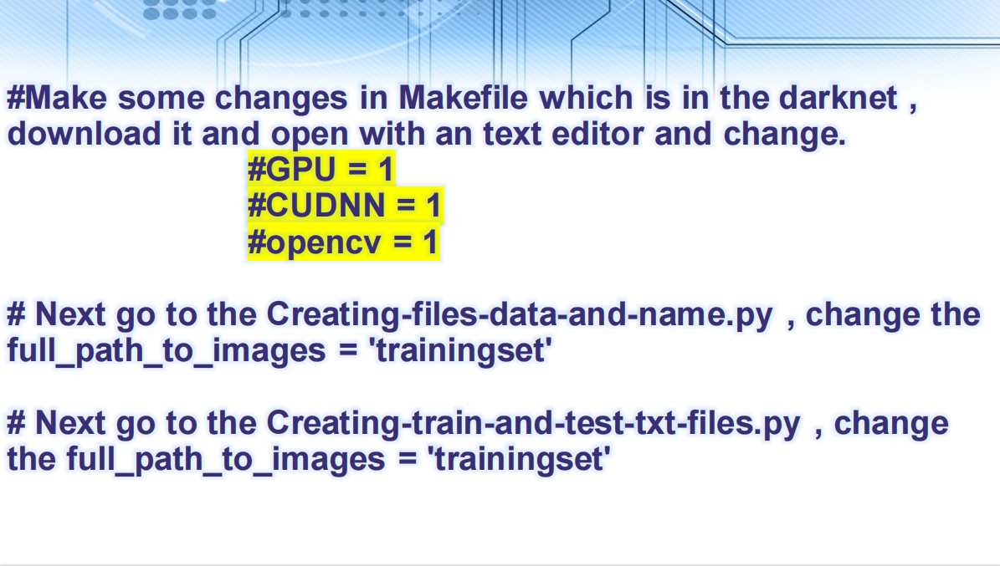 #Make some changes in Makefile which is in the darknet ,
download it and open with an text editor and change.
#GPU = 1
#CUDNN = 1
#opencv = 1
# Next go to the Creating-files-data-and-name.py , change the
full_path_to_images = 'trainingset'
# Next go to the Creating-train-and-test-txt-files.py , change
the full_path_to_images = 'trainingset'